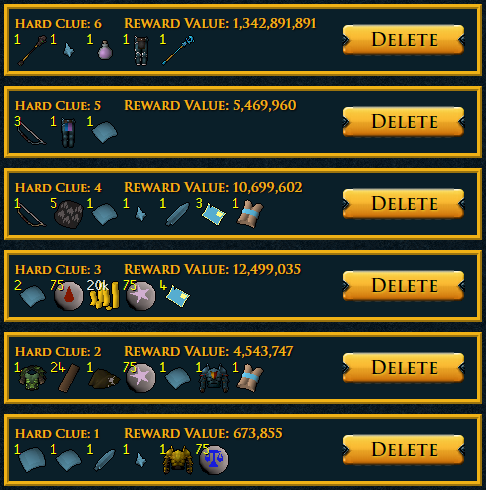 Hard Clue: 6 Reward Value: 1,342,891,891
1 1 1 1 1
DELETE
Hard Clue: 5 Reward Value: 5,469,960
3 1 1
DELETE
Hard Clue: 4 Reward Value: 10,699,602
1 5 1 1 1 3 1
DELETE
Hard Clue: 3 Reward Value: 12,499,035
2 75 20k 75 4
DELETE
Hard Clue: 2 Reward Value: 4,543,747
1 24 1 75 1 1 1
DELETE
Hard Clue: 1 Reward Value: 673,855
1 1 1 1 1 75
DELETE